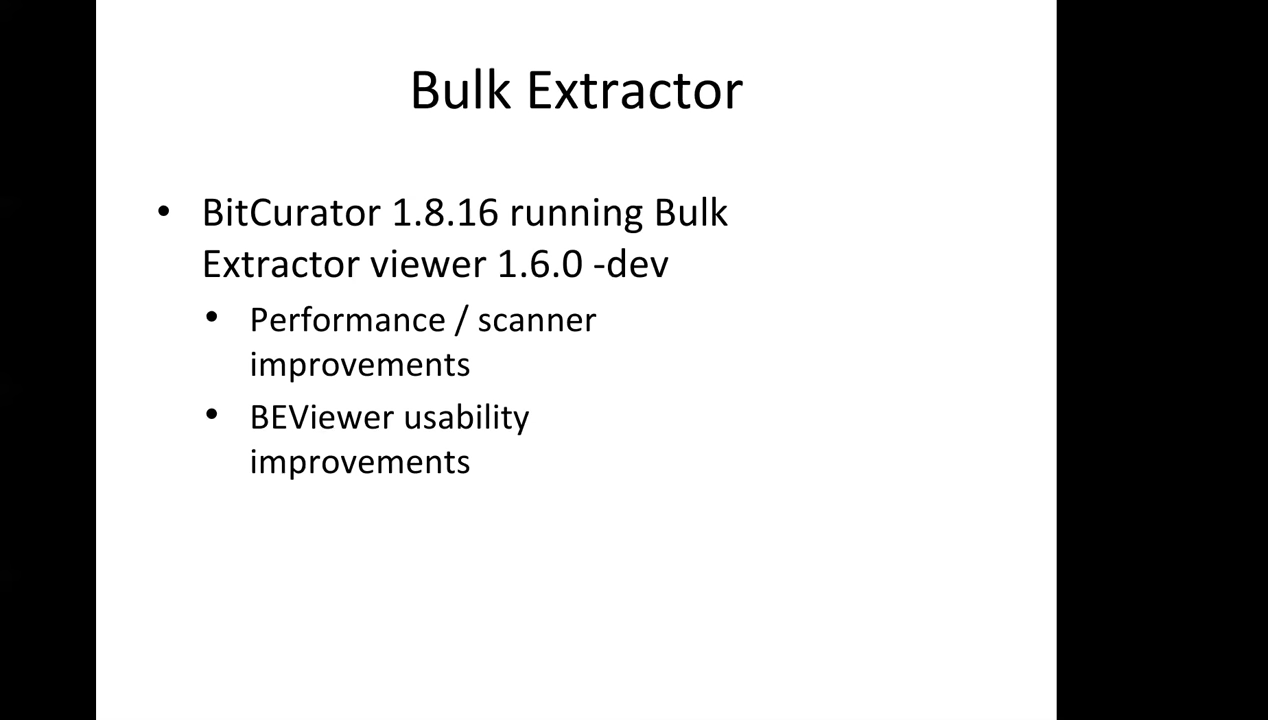 Bulk Extractor
• BitCurator 1.8.16 running Bulk
Extractor viewer 1.6.0 -dev
• Performance / scanner
improvements
• BEViewer usability
improvements